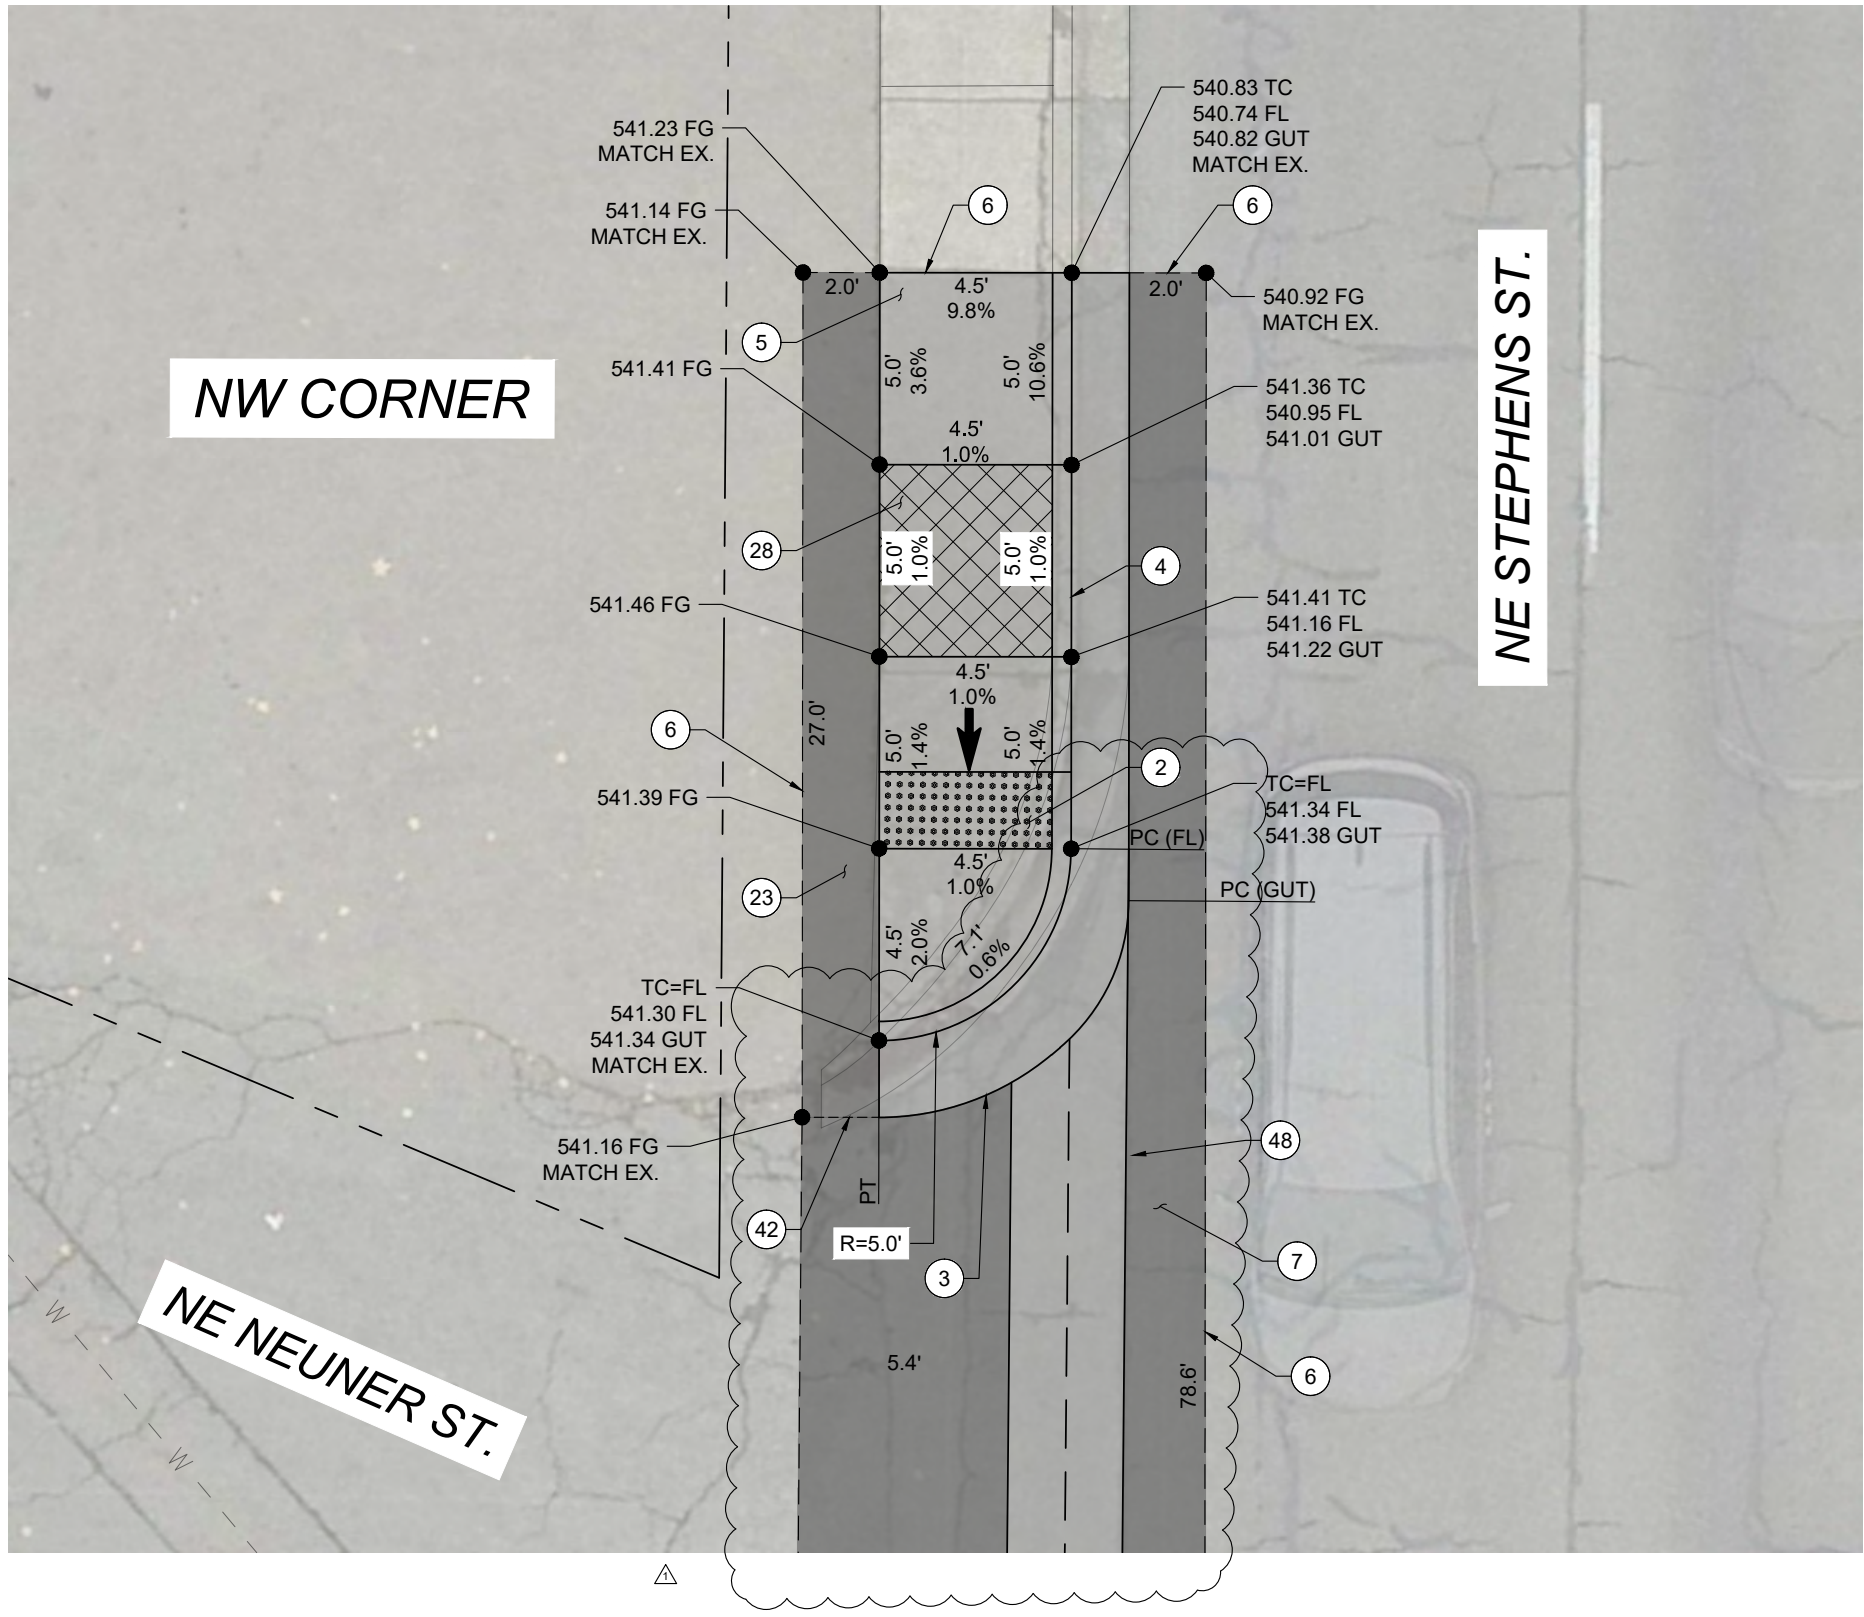 540.83 TC
540.74 FL
540.82 GUT
MATCH EX.
541.23 FG
MATCH EX.
541.14 FG
MATCH EX.
6
6
2.0'
4.5'
9.8%
2.0'
540.92 FG
MATCH EX.
5
541.41 FG
5.0'
3.6%
5.0'
10.6%
541.36 TC
540.95 FL
541.01 GUT
NW CORNER
NE STEPHENS ST.
4.5'
1.0%
28
5.0'
1.0%
5.0'
1.0%
4
541.46 FG
541.41 TC
541.16 FL
541.22 GUT
4.5'
1.0%
27.0'
6
5.0'
1.4%
5.0'
1.4%
2
541.39 FG
TC=FL
541.34 FL
541.38 GUT
PC (FL)
4.5'
1.0%
PC (GUT)
23
4.5'
2.0%
7.1'
0.6%
TC=FL
541.30 FL
541.34 GUT
MATCH EX.
541.16 FG
MATCH EX.
48
PT
42
R=5.0'
3
7
NE NEUNER ST.
W
W
5.4'
78.6'
6
1